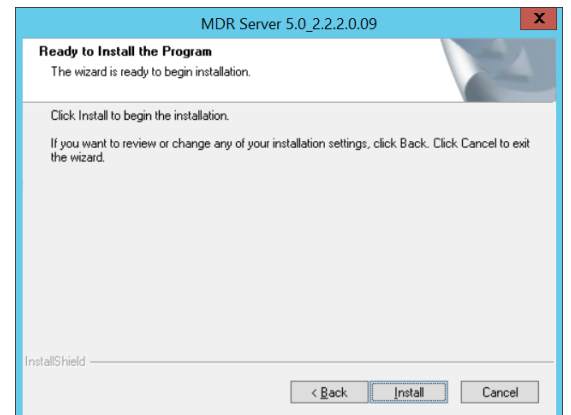 MDR Server 5.0_2.2.2.0.09
x
Ready to Install the Program
The wizard is ready to begin installation.
Click Install to begin the installation.
If you want to review or change any of your installation settings, click Back. Click Cancel to exit
the wizard.
InstallShield
< Back Install Cancel